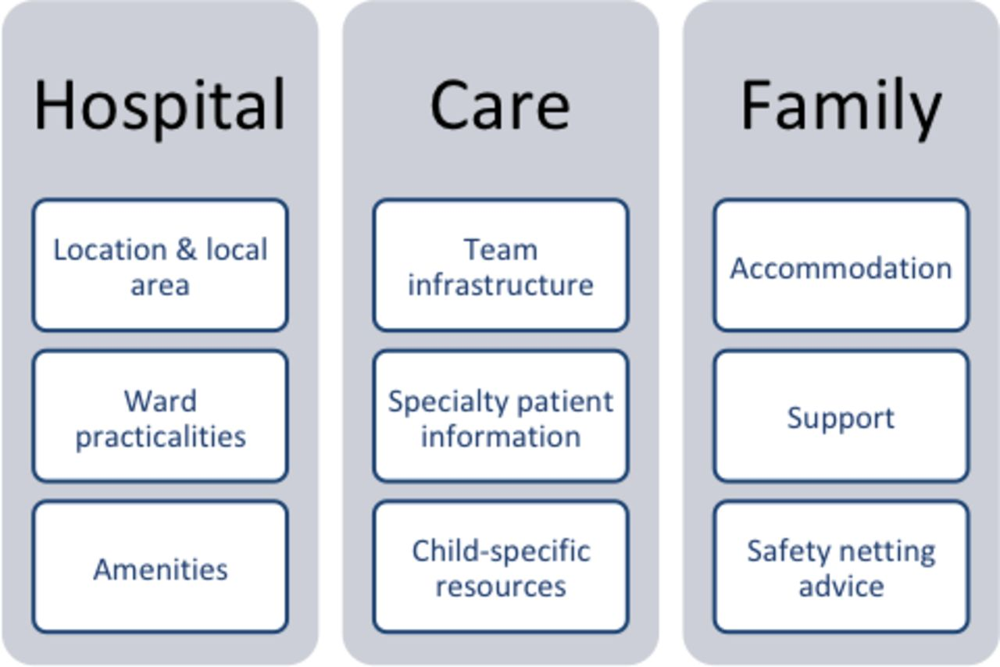 Hospital
Location & local
area
Ward
practicalities
Amenities
Care
Team
infrastructure
Specialty patient
information
Child-specific
resources
Family
Accommodation
Support
Safety netting
advice